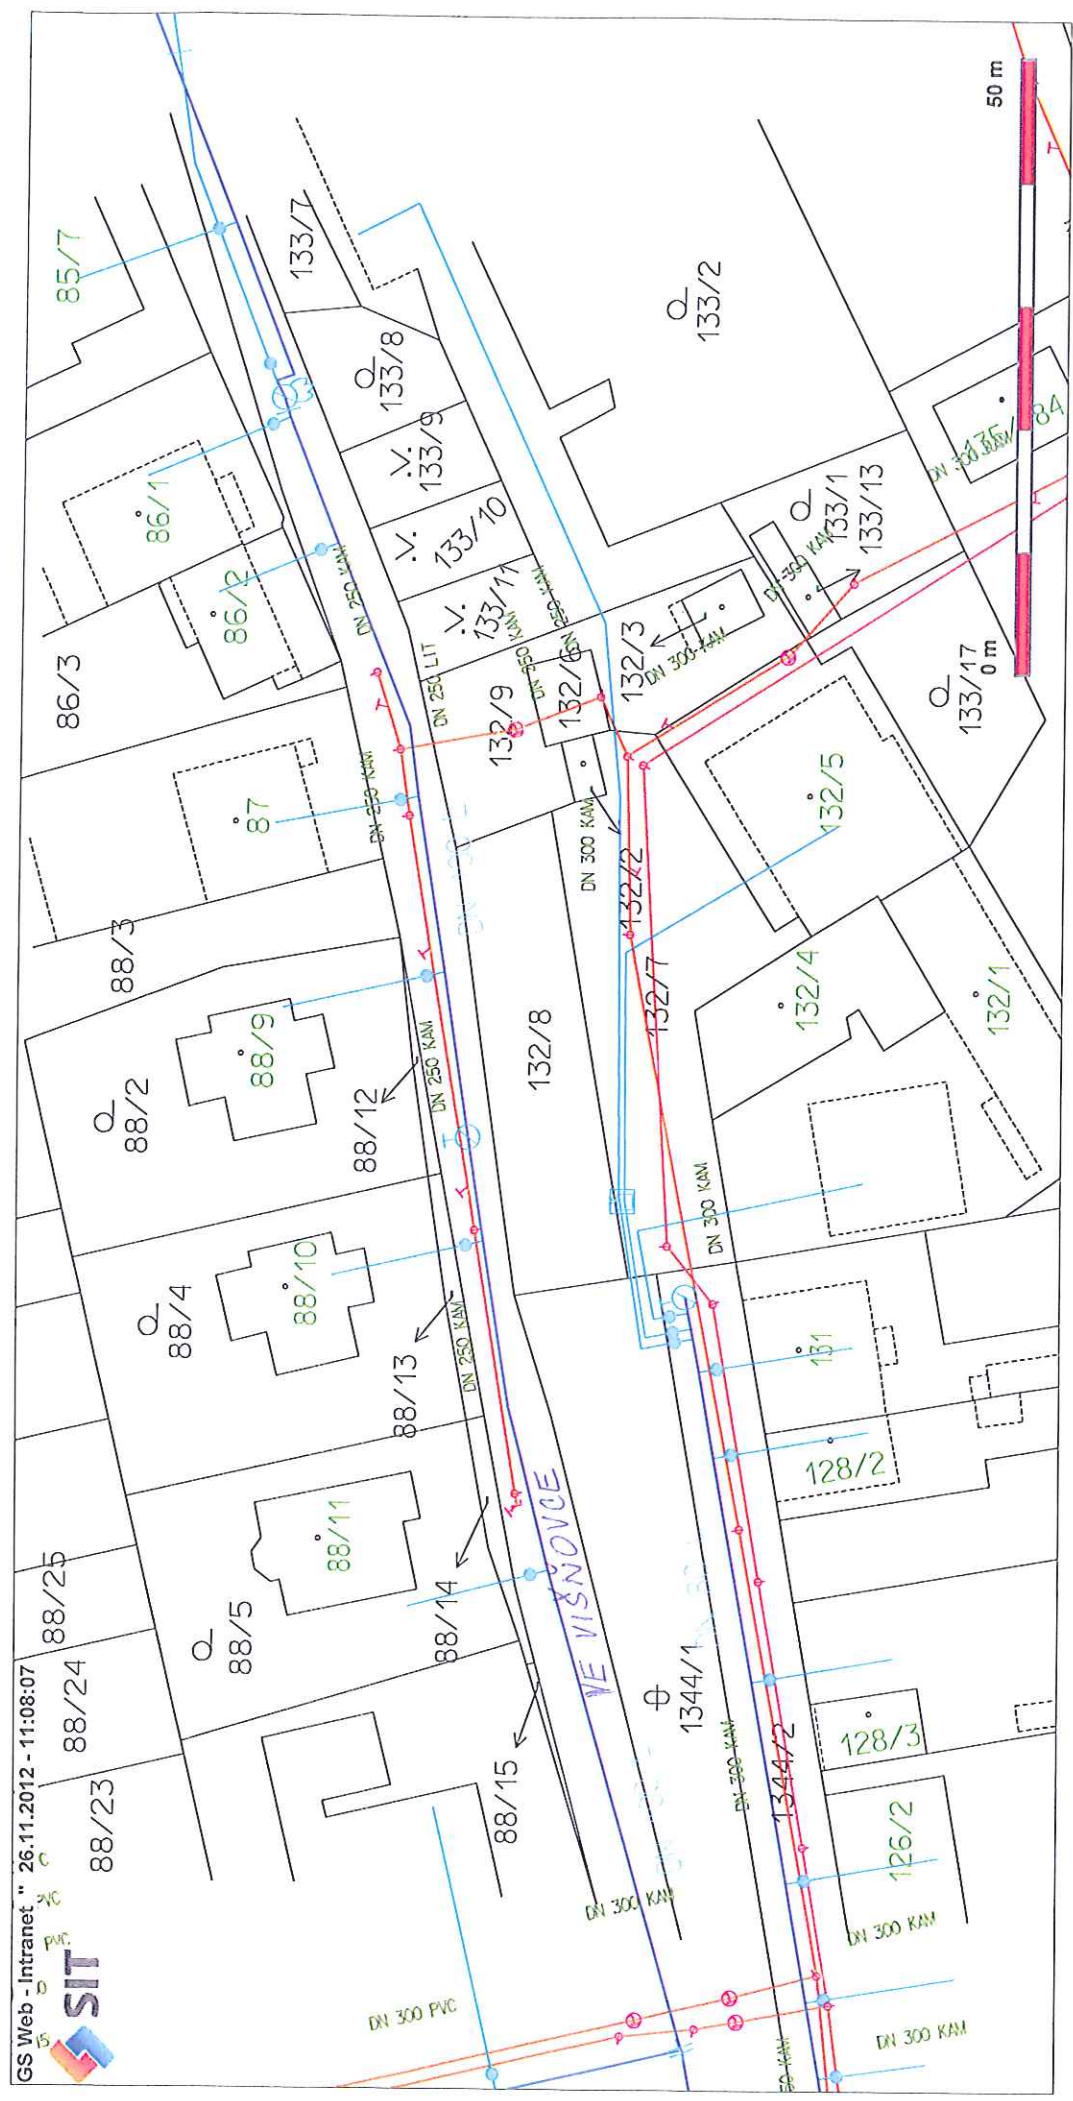 GS Web - Intranet " 26.11.2012 - 11:08:07
SIT
PVC
50 m
0 m
85/7
86/1
86/2
86/3
87
88/3
88/9
88/2
88/12
88/10
88/4
88/13
88/11
88/5
88/14
88/25
88/24
88/23
88/15
133/7
133/8
133/9
133/10
133/11
133/2
133/1
133/13
133/17
132/3
132/6
132/9
132/5
132/2
132/7
132/8
132/4
132/1
131
128/2
128/3
126/2
1344/1
1344/2
VE VIŠŇOVCE
DN 250 KAM
DN 250 LIT
DN 250 KAM
DN 250 KAM
DN 250 KAM
DN 250 KAM
DN 300 KAM
DN 300 KAM
DN 300 KAM
DN 300 KAM
DN 300 KAM
DN 300 KAM
DN 300 KAM
DN 300 KAM
DN 300 KAM
DN 300 PVC